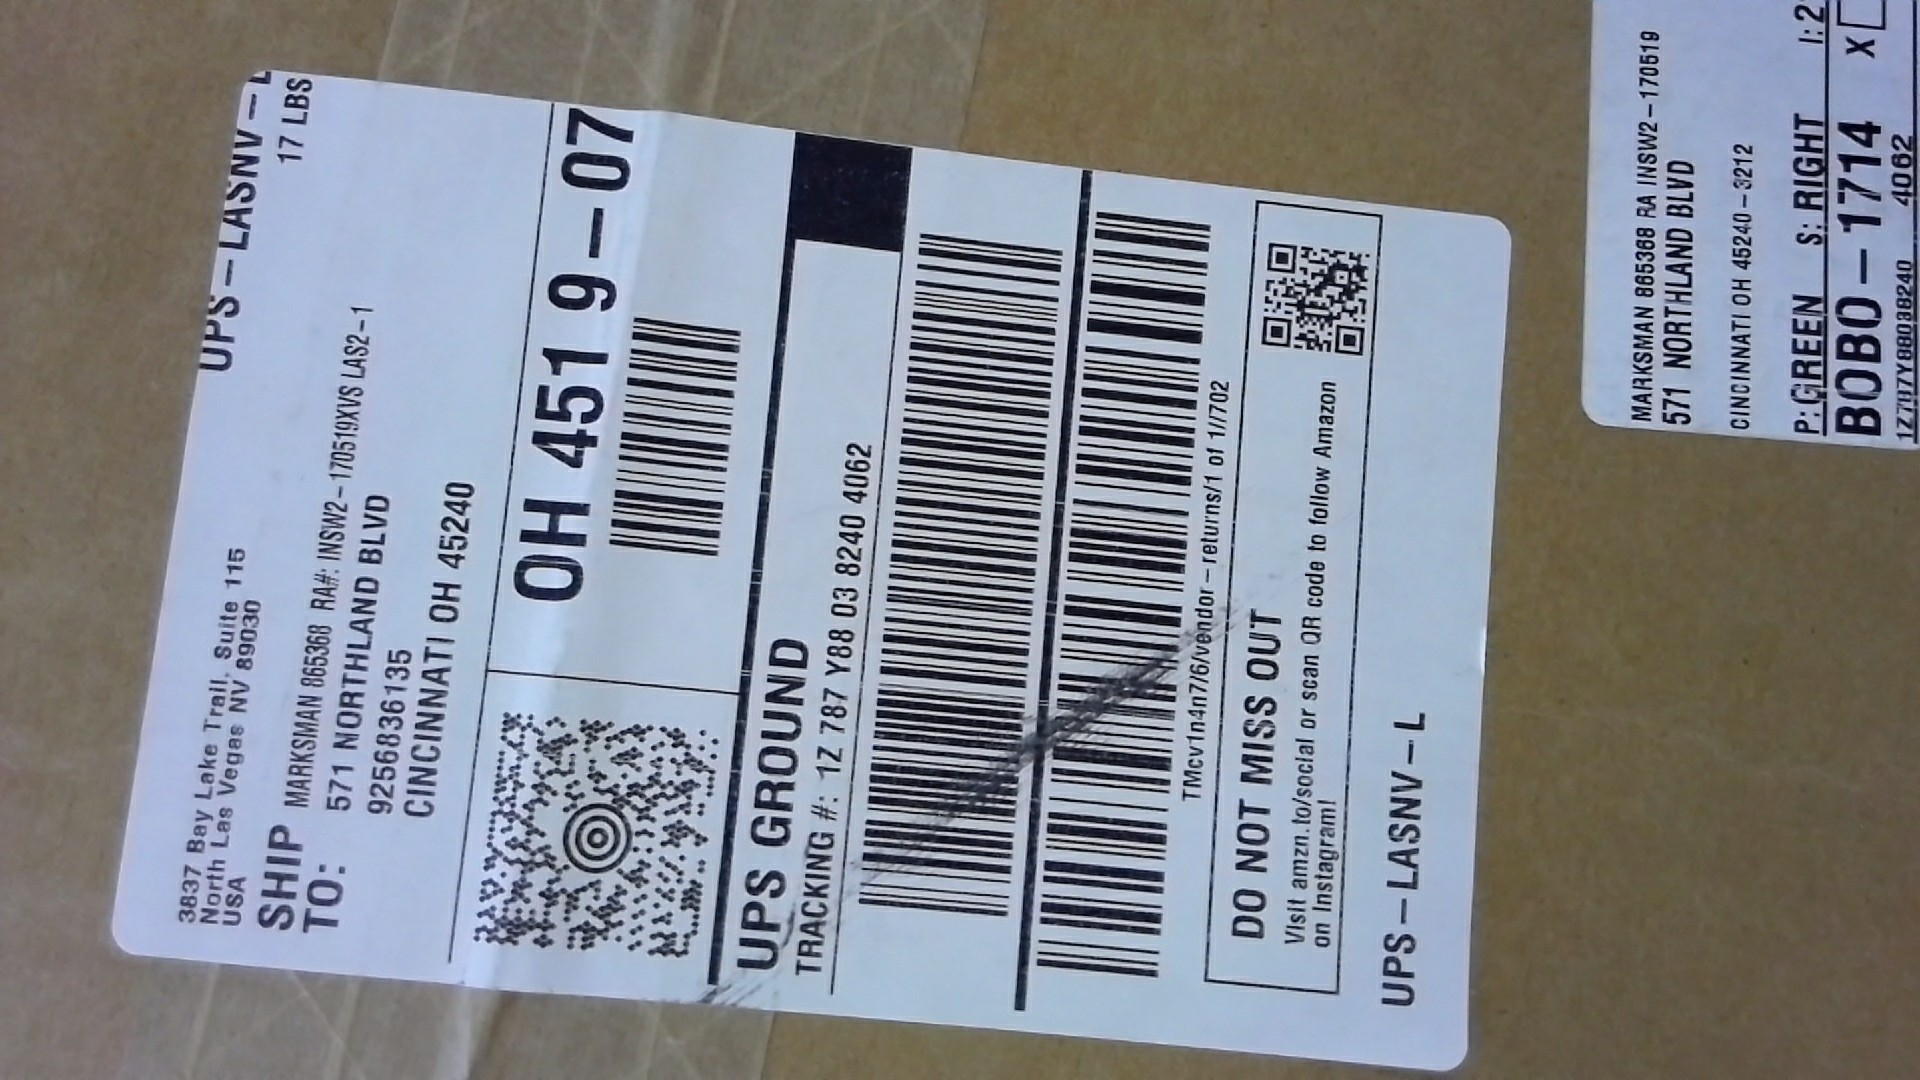 UPS-LASNV-L
17 LBS
3837 Bay Lake Trail, Suite 115
North Las Vegas NV 89030
USA
SHIP TO:
MARKSMAN 865368 RA#: INSW2-170519XVS LAS2-1
571 NORTHLAND BLVD
9256836135
CINCINNATI OH 45240
OH 451 9-07
UPS GROUND
TRACKING #: 1Z 787 Y88 03 8240 4062
TMcv1n4n7/6/vendor-returns/1 of 1/702
DO NOT MISS OUT
Visit amzn.to/social or scan QR code to follow Amazon
on Instagram!
UPS-LASNV-L
MARKSMAN 865368 RA INSW2-170519
571 NORTHLAND BLVD
CINCINNATI OH 45240-3212
P: GREEN S: RIGHT I: 2
BOBO-1714 X
1Z787Y88038240 4062